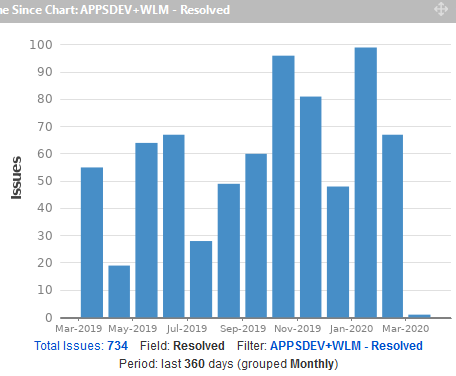 ne Since Chart: APPSDEV+WLM - Resolved
100
90
80
70
60
50
40
30
20
10
0
Issues
Mar-2019 May-2019 Jul-2019 Sep-2019 Nov-2019 Jan-2020 Mar-2020
Total Issues: 734 Field: Resolved Filter: APPSDEV+WLM - Resolved
Period: last 360 days (grouped Monthly)